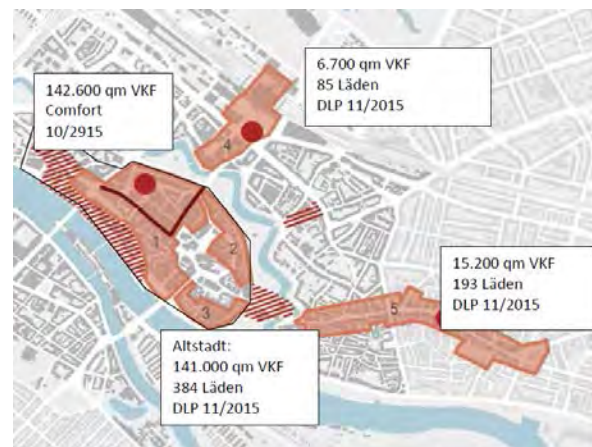 142.600 qm VKF
Comfort
10/2915
6.700 qm VKF
85 Läden
DLP 11/2015
4
1
2
3
15.200 qm VKF
193 Läden
DLP 11/2015
5
Altstadt:
141.000 qm VKF
384 Läden
DLP 11/2015